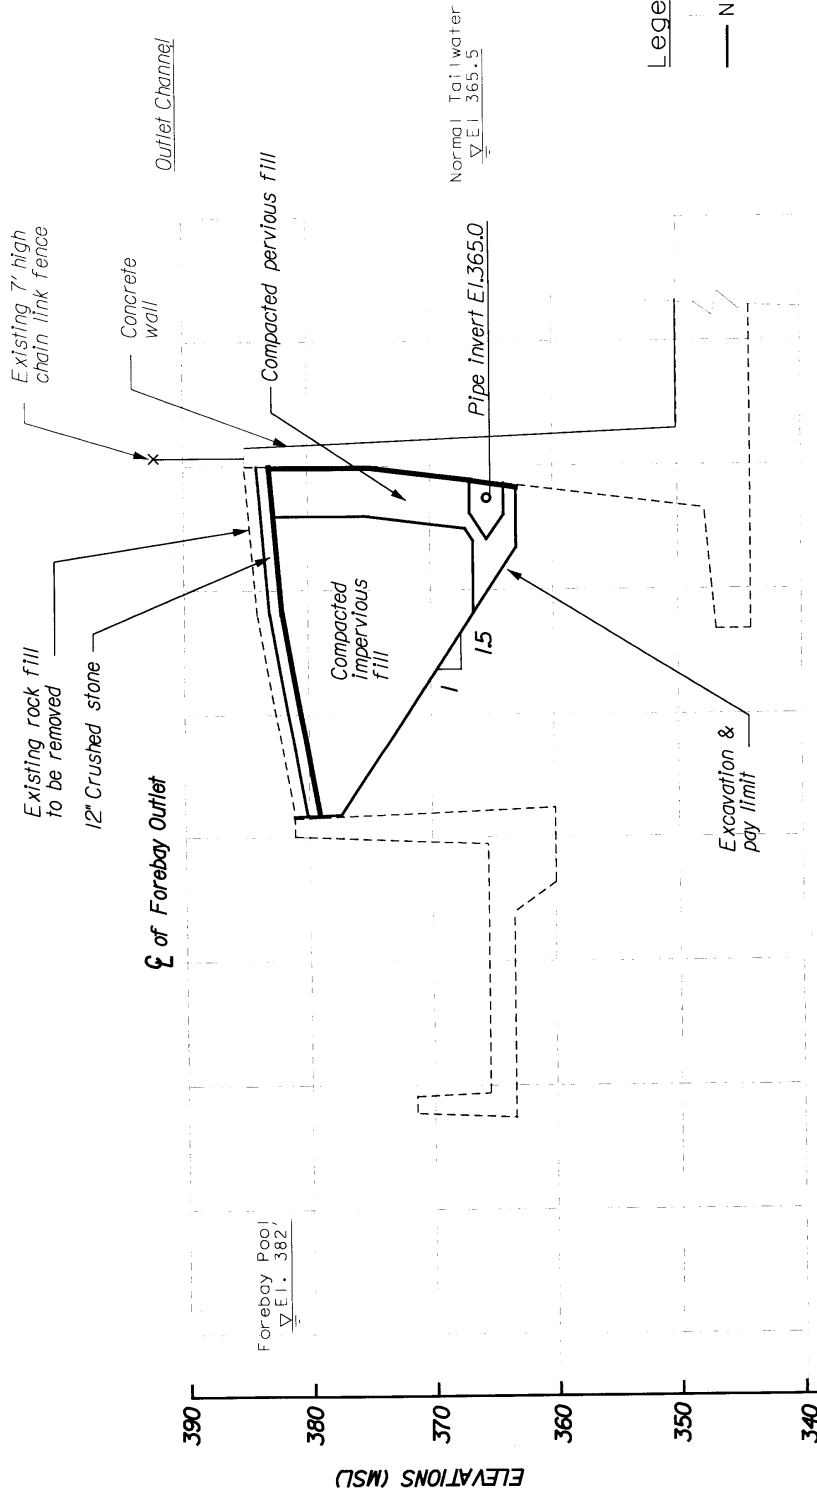 Existing 7' high
chain link fence
Outlet Channel
Concrete
wall
Compacted pervious fill
Normal Tailwater
El 365.5
Pipe invert El.365.0
Existing rock fill
to be removed
12" Crushed stone
℄ of Forebay Outlet
Compacted
impervious
fill
1
1.5
Excavation &
pay limit
Forebay Pool
El. 382'
390
380
370
360
350
340
ELEVATIONS (MSL)
Lege
N